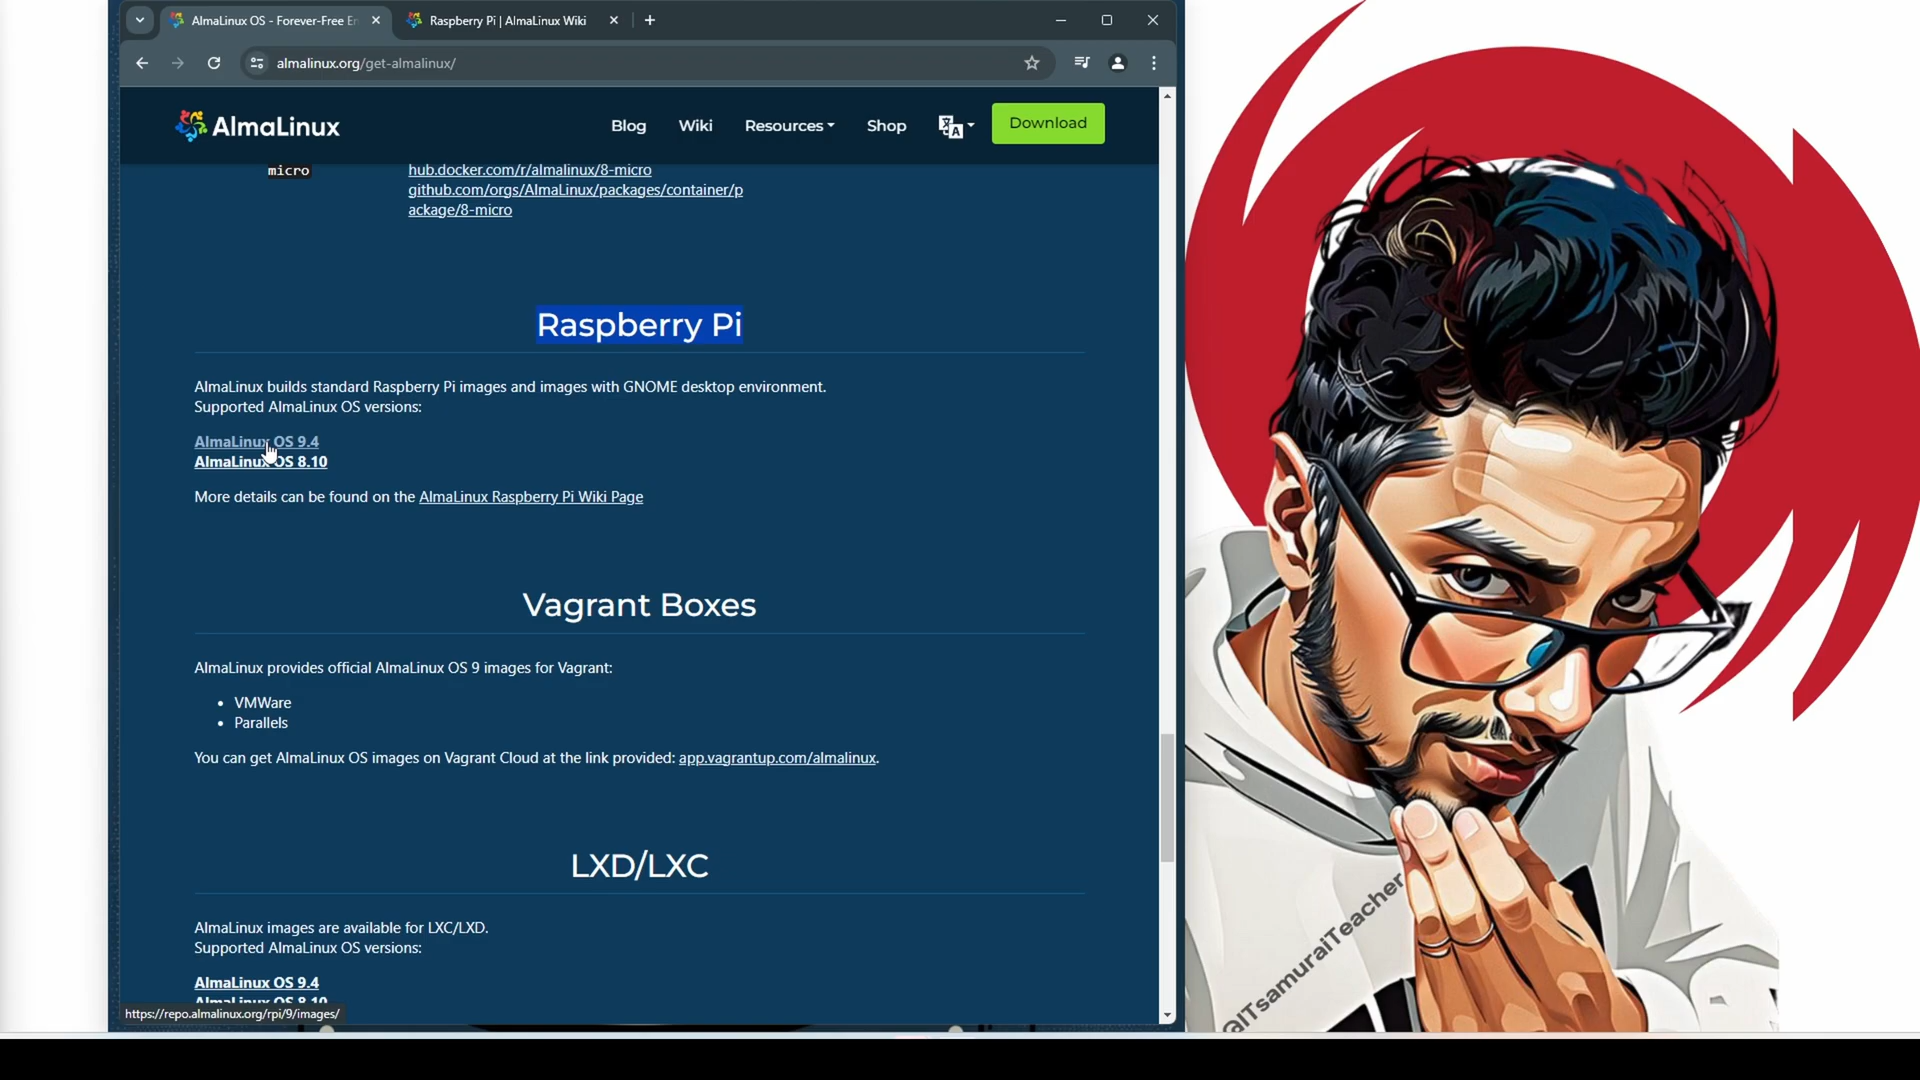 AlmaLinux OS - Forever-Free En
Raspberry Pi | AlmaLinux Wiki
almalinux.org/get-almalinux/
AlmaLinux
Blog
Wiki
Resources
Shop
Download
micro
hub.docker.com/r/almalinux/8-micro
github.com/orgs/AlmaLinux/packages/container/p
ackage/8-micro
Raspberry Pi
AlmaLinux builds standard Raspberry Pi images and images with GNOME desktop environment.
Supported AlmaLinux OS versions:
AlmaLinux OS 9.4
AlmaLinux OS 8.10
More details can be found on the AlmaLinux Raspberry Pi Wiki Page
Vagrant Boxes
AlmaLinux provides official AlmaLinux OS 9 images for Vagrant:
• VMWare
• Parallels
You can get AlmaLinux OS images on Vagrant Cloud at the link provided: app.vagrantup.com/almalinux.
LXD/LXC
AlmaLinux images are available for LXC/LXD.
Supported AlmaLinux OS versions:
AlmaLinux OS 9.4
AlmaLinux OS 8.10
https://repo.almalinux.org/rpi/9/images/
@ITsamuraiTeacher